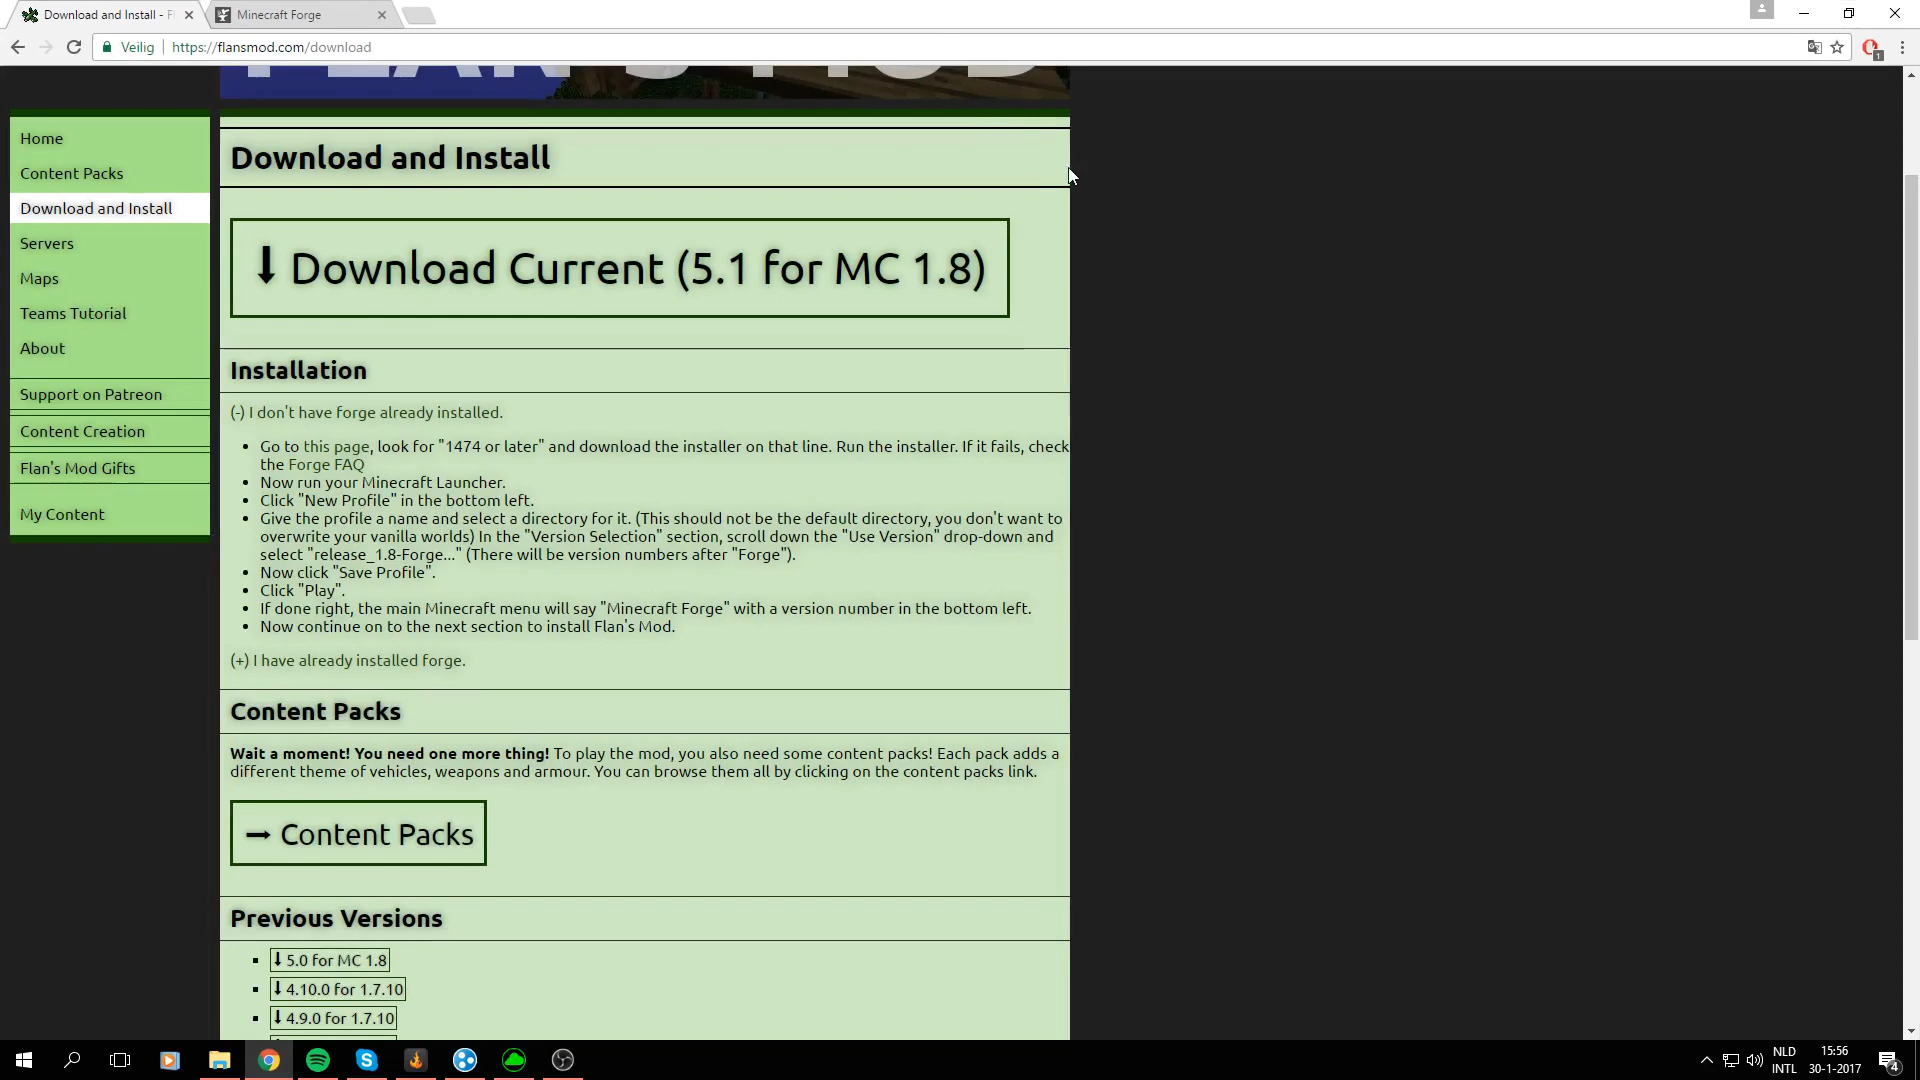 Download and Install - F
Minecraft Forge
Veilig
https://flansmod.com/download
1
FLAN'S MOD
Home
Content Packs
Download and Install
Servers
Maps
Teams Tutorial
About
Support on Patreon
Content Creation
Flan's Mod Gifts
My Content
Download and Install
Download Current (5.1 for MC 1.8)
Installation
(-) I don't have forge already installed.
Go to this page, look for "1474 or later" and download the installer on that line. Run the installer. If it fails, check
the Forge FAQ
Now run your Minecraft Launcher.
Click "New Profile" in the bottom left.
Give the profile a name and select a directory for it. (This should not be the default directory, you don't want to
overwrite your vanilla worlds) In the "Version Selection" section, scroll down the "Use Version" drop-down and
select "release_1.8-Forge..." (There will be version numbers after "Forge").
Now click "Save Profile".
Click "Play".
If done right, the main Minecraft menu will say "Minecraft Forge" with a version number in the bottom left.
Now continue on to the next section to install Flan's Mod.
(+) I have already installed forge.
Content Packs
Wait a moment! You need one more thing! To play the mod, you also need some content packs! Each pack adds a
different theme of vehicles, weapons and armour. You can browse them all by clicking on the content packs link.
Content Packs
Previous Versions
5.0 for MC 1.8
4.10.0 for 1.7.10
4.9.0 for 1.7.10
NLD
INTL
15:56
30-1-2017
4